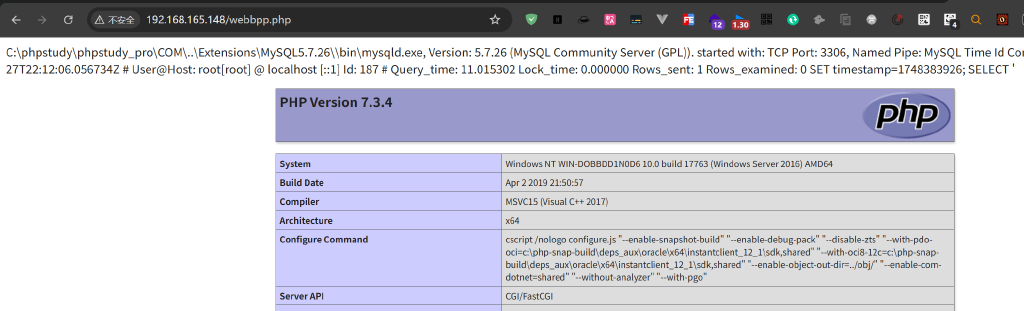 不安全 192.168.165.148/webbpp.php
12 1.30 4
C:\phpstudy\phpstudy_pro\COM\..\Extensions\MySQL5.7.26\\bin\mysqld.exe, Version: 5.7.26 (MySQL Community Server (GPL)). started with: TCP Port: 3306, Named Pipe: MySQL Time Id Cor
27T22:12:06.056734Z # User@Host: root[root] @ localhost [::1] Id: 187 # Query_time: 11.015302 Lock_time: 0.000000 Rows_sent: 1 Rows_examined: 0 SET timestamp=1748383926; SELECT '
PHP Version 7.3.4
php
System Windows NT WIN-DOBBDD1N0D6 10.0 build 17763 (Windows Server 2016) AMD64
Build Date Apr 2 2019 21:50:57
Compiler MSVC15 (Visual C++ 2017)
Architecture x64
Configure Command cscript /nologo configure.js "--enable-snapshot-build" "--enable-debug-pack" "--disable-zts" "--with-pdo-
oci=c:\php-snap-build\deps_aux\oracle\x64\instantclient_12_1\sdk,shared" "--with-oci8-12c=c:\php-snap-
build\deps_aux\oracle\x64\instantclient_12_1\sdk,shared" "--enable-object-out-dir=../obj/" "--enable-com-
dotnet=shared" "--without-analyzer" "--with-pgo"
Server API CGI/FastCGI